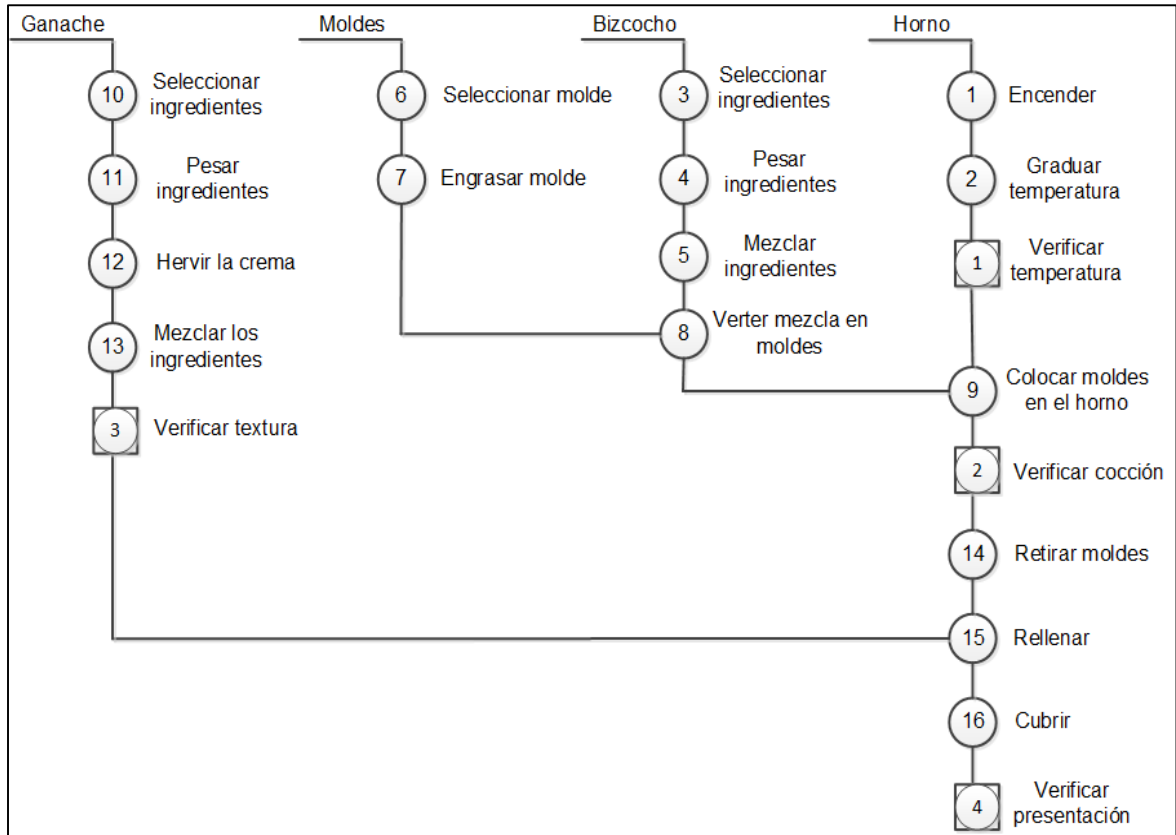 Ganache
10
Seleccionar
ingredientes
11
Pesar
ingredientes
12
Hervir la crema
13
Mezclar los
ingredientes
3
Verificar textura
Moldes
6
Seleccionar molde
7
Engrasar molde
Bizcocho
3
Seleccionar
ingredientes
4
Pesar
ingredientes
5
Mezclar
ingredientes
8
Verter mezcla en
moldes
Horno
1
Encender
2
Graduar
temperatura
1
Verificar
temperatura
9
Colocar moldes
en el horno
2
Verificar cocción
14
Retirar moldes
15
Rellenar
16
Cubrir
4
Verificar
presentación